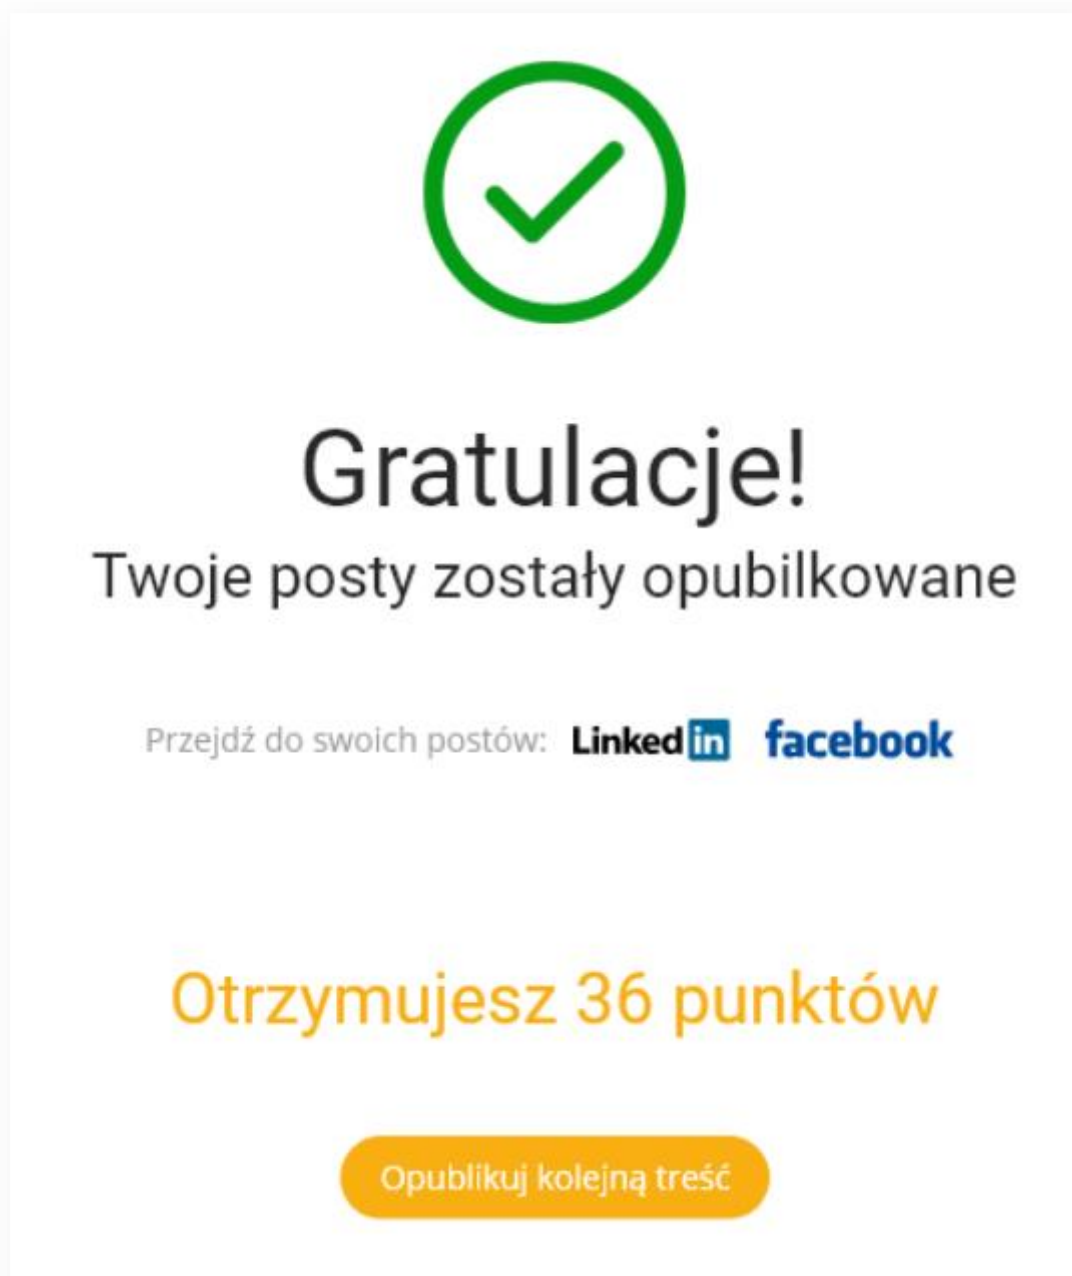 Gratulacje!
Twoje posty zostały opubilkowane
Przejdź do swoich postów: Linkedin facebook
Otrzymujesz 36 punktów
Opublikuj kolejną treść